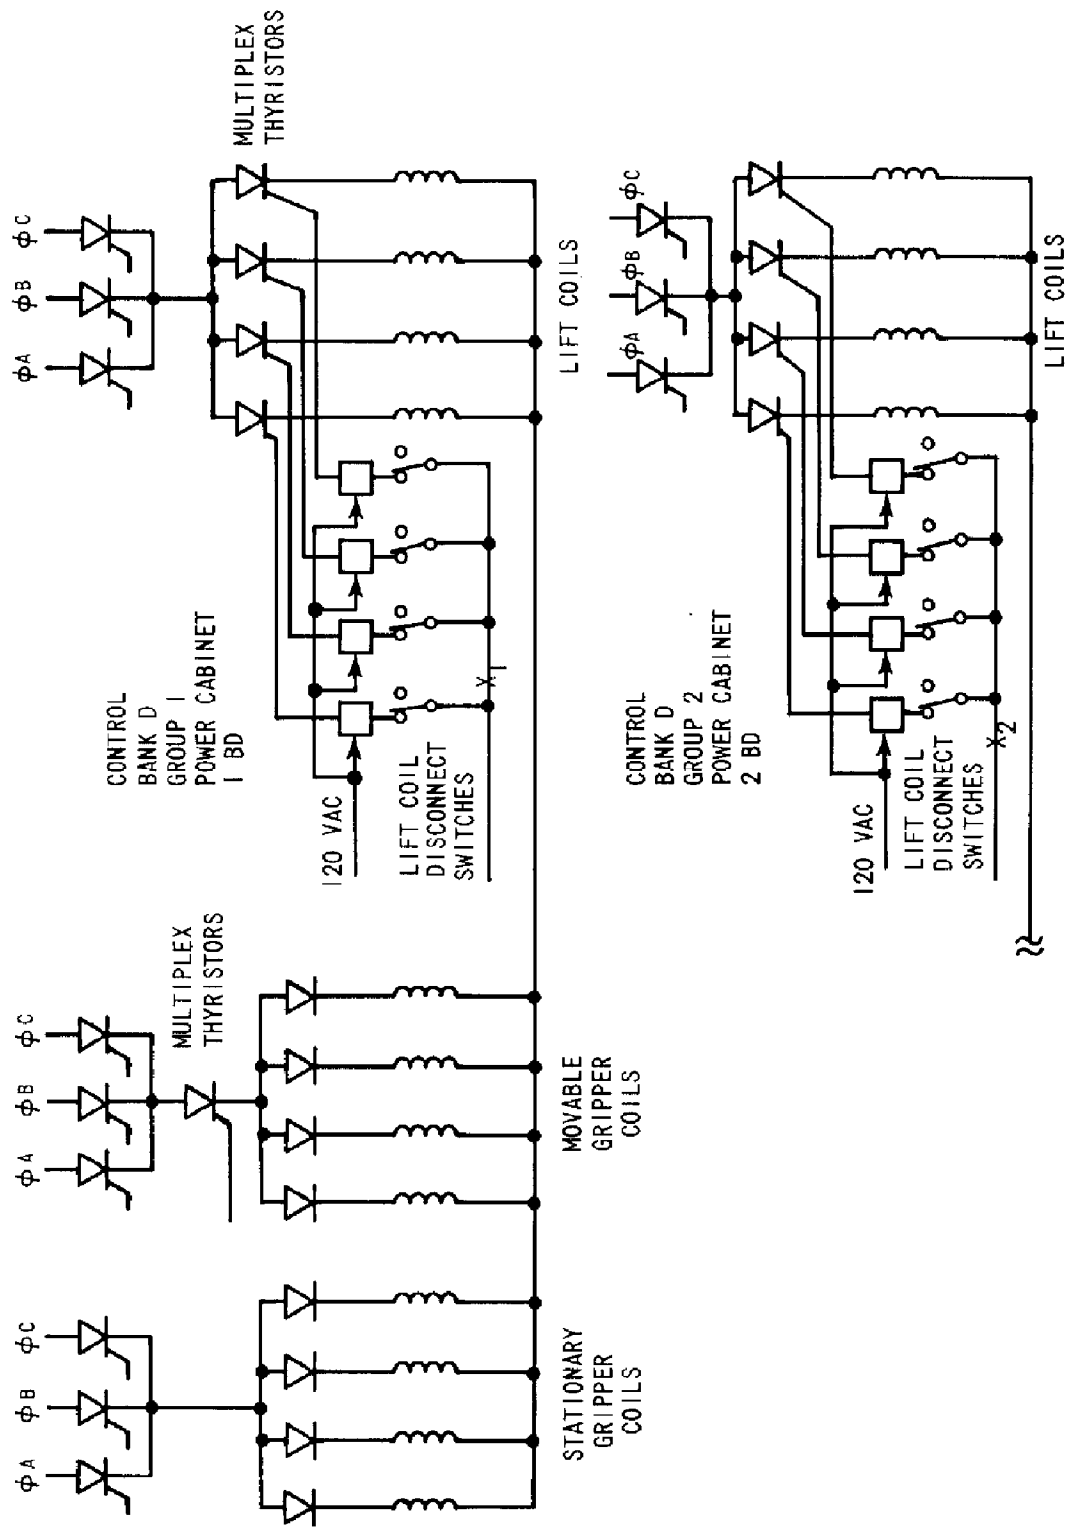 φA
φB
φC
STATIONARY
GRIPPER
COILS
φA
φB
φC
MULTIPLEX
THYRISTORS
MOVABLE
GRIPPER
COILS
φA
φB
φC
MULTIPLEX
THYRISTORS
CONTROL
BANK D
GROUP 1
POWER CABINET
1 BD
120 VAC
LIFT COIL
DISCONNECT
SWITCHES
X1
LIFT COILS
φA
φB
φC
CONTROL
BANK D
GROUP 2
POWER CABINET
2 BD
120 VAC
LIFT COIL
DISCONNECT
SWITCHES
X2
LIFT COILS